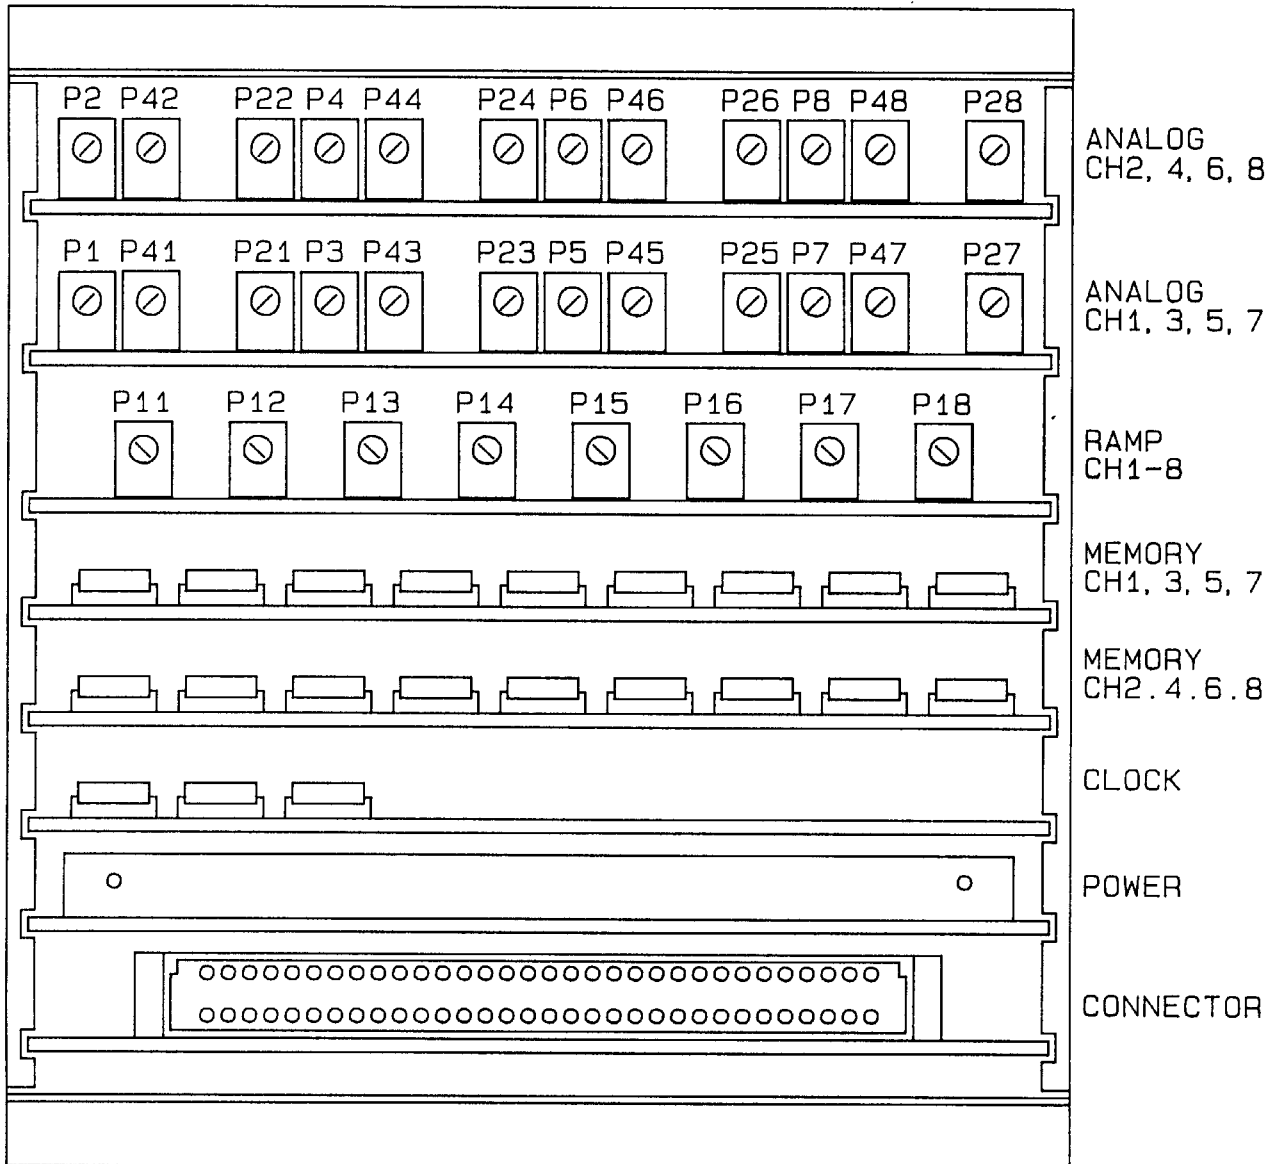 P2 P42 P22 P4 P44 P24 P6 P46 P26 P8 P48 P28
ANALOG
CH2, 4, 6, 8
P1 P41 P21 P3 P43 P23 P5 P45 P25 P7 P47 P27
ANALOG
CH1, 3, 5, 7
P11 P12 P13 P14 P15 P16 P17 P18
RAMP
CH1-8
MEMORY
CH1, 3, 5, 7
MEMORY
CH2.4.6.8
CLOCK
POWER
CONNECTOR